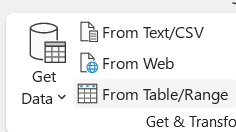 From Text/CSV
From Web
From Table/Range
Get
Data
Get & Transfo